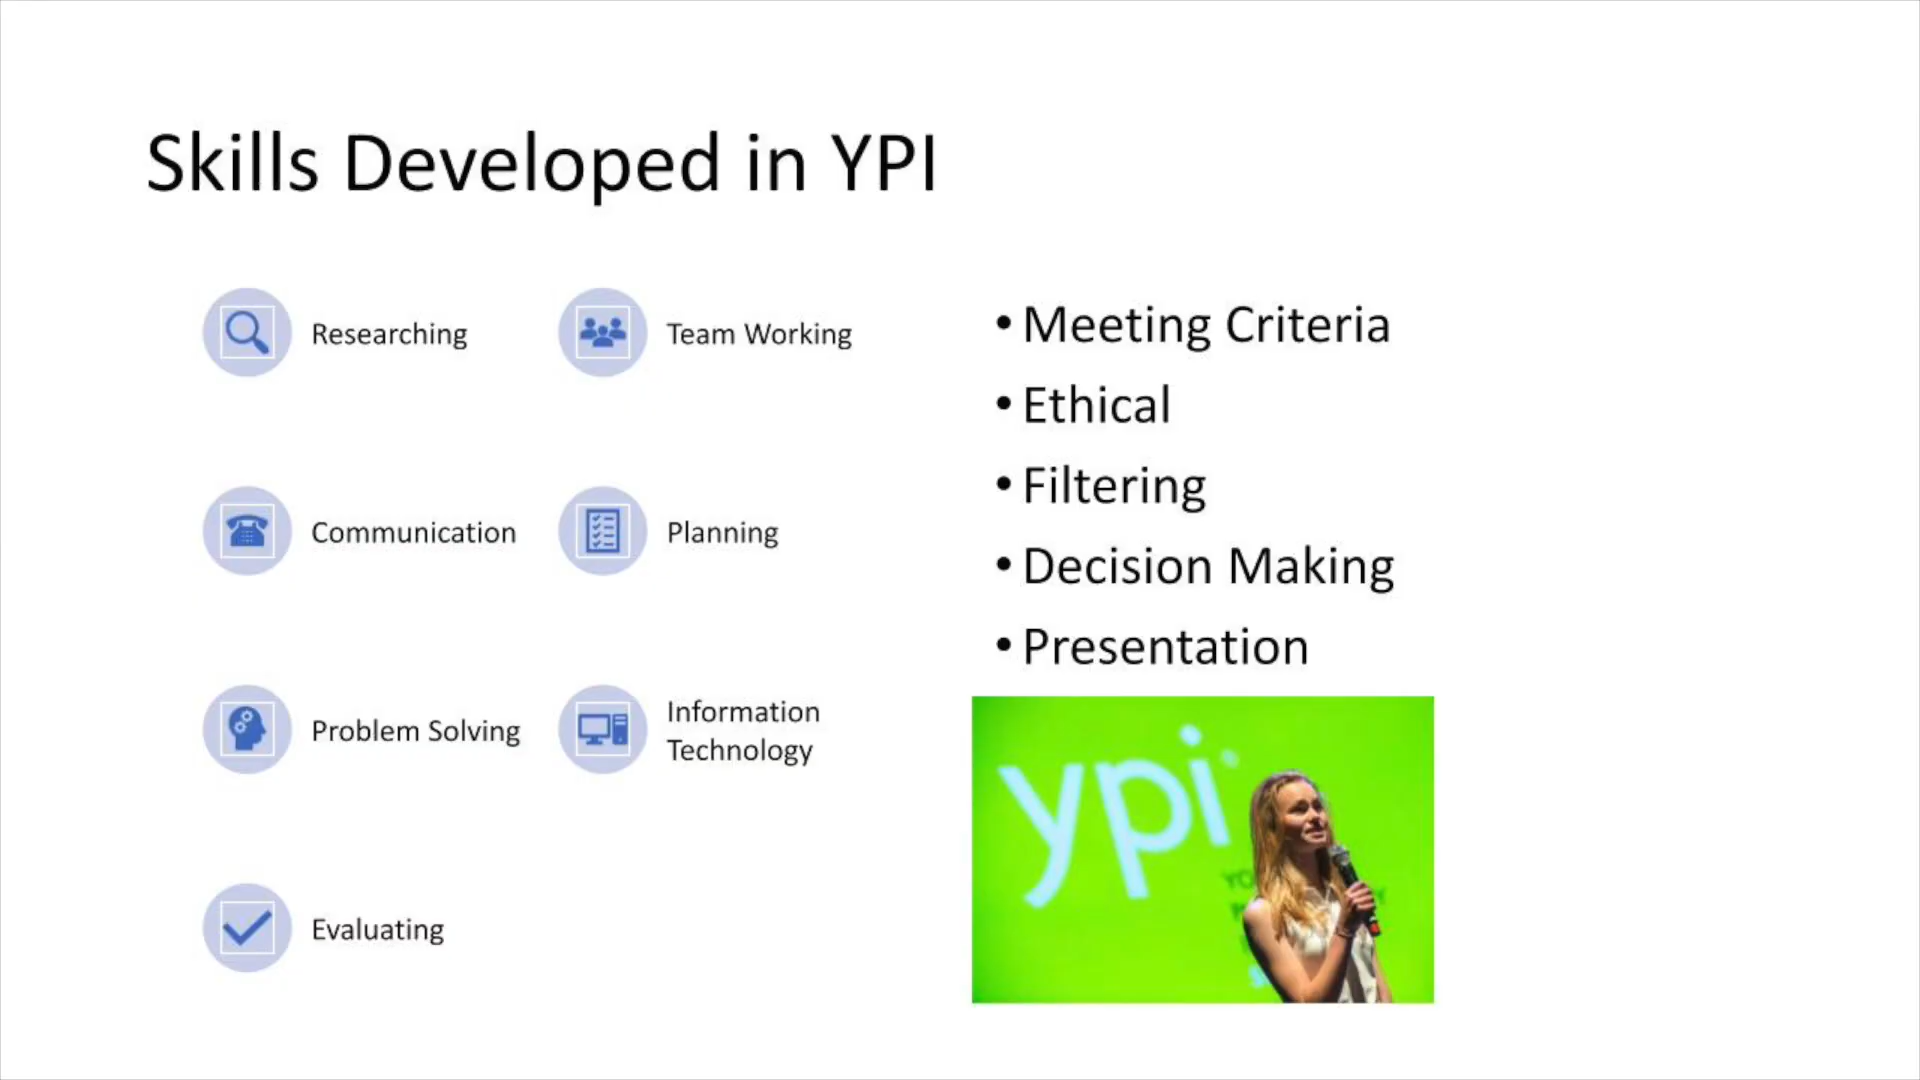 Skills Developed in YPI
Researching
Team Working
Communication
Planning
Problem Solving
Information
Technology
Evaluating
• Meeting Criteria
• Ethical
• Filtering
• Decision Making
• Presentation
ypi